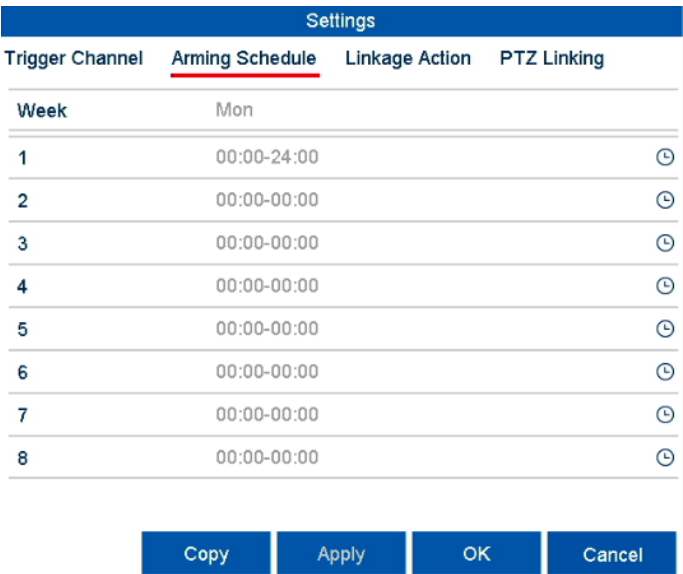 Settings
Trigger Channel Arming Schedule Linkage Action PTZ Linking
Week Mon
1 00:00-24:00
2 00:00-00:00
3 00:00-00:00
4 00:00-00:00
5 00:00-00:00
6 00:00-00:00
7 00:00-00:00
8 00:00-00:00
Copy Apply OK Cancel